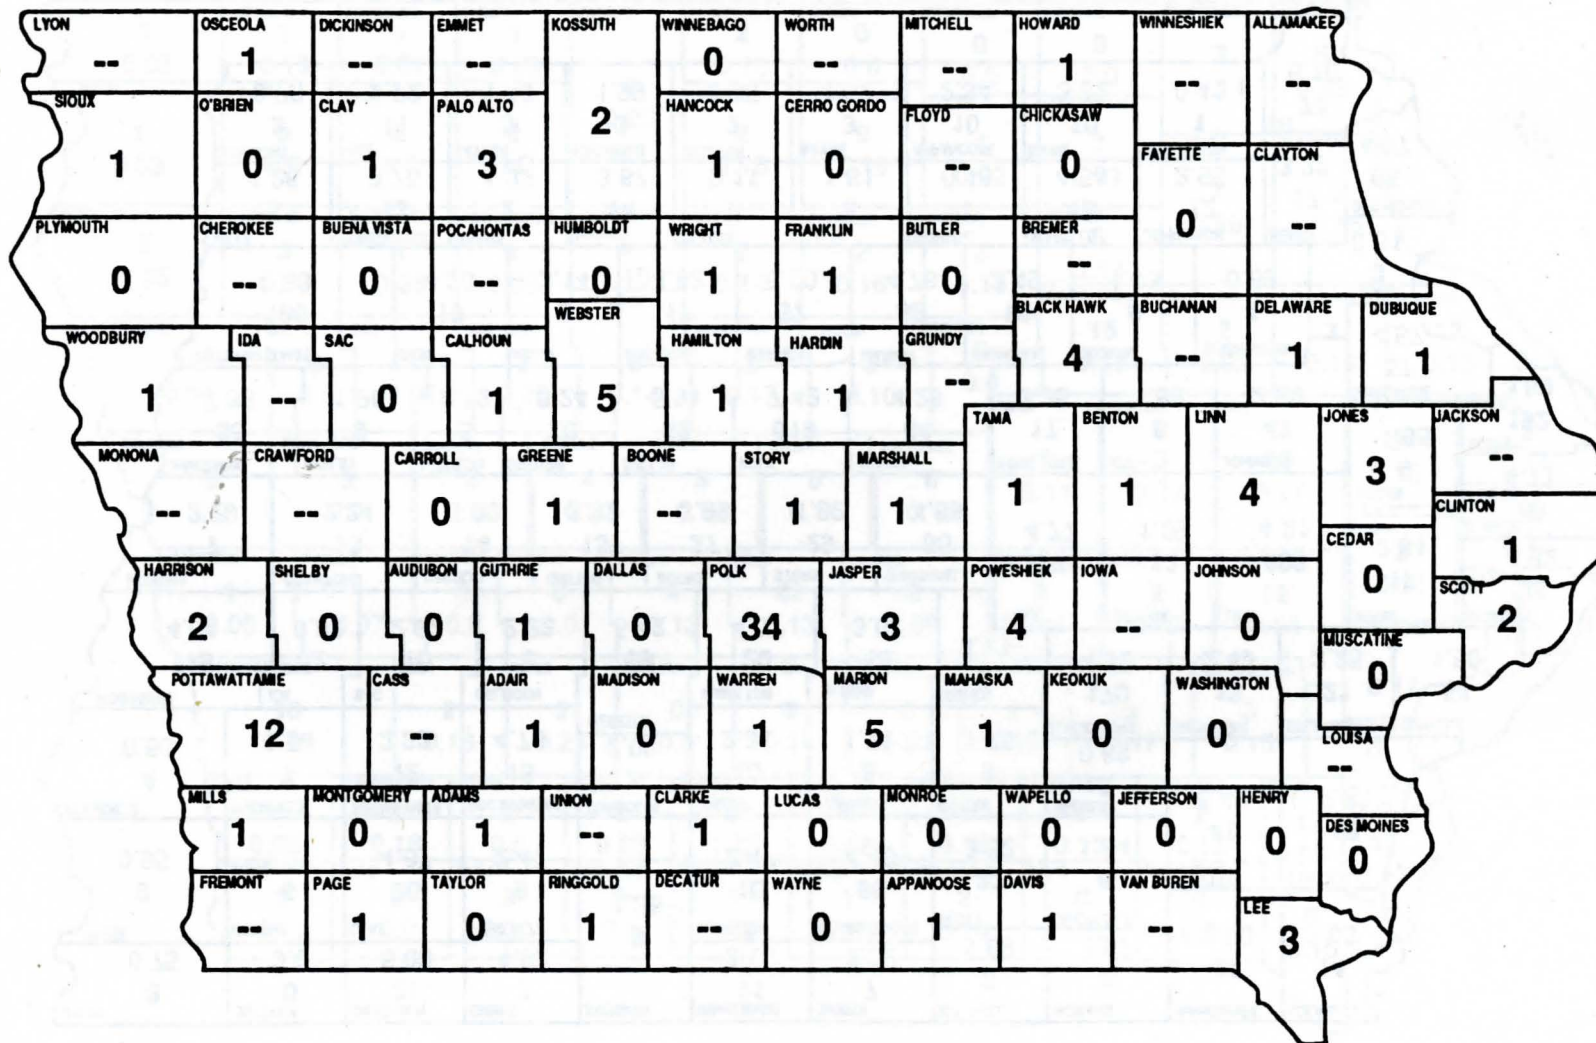 LYON OSCEOLA DICKINSON EMMET KOSSUTH WINNEBAGO WORTH MITCHELL HOWARD WINNESHIEK ALLAMAKEE
-- 1 -- -- 2 0 -- -- 1 -- --
SIOUX O'BRIEN CLAY PALO ALTO HANCOCK CERRO GORDO FLOYD CHICKASAW
1 0 1 3 1 0 -- 0
FAYETTE CLAYTON
0 --
PLYMOUTH CHEROKEE BUENA VISTA POCAHONTAS HUMBOLDT WRIGHT FRANKLIN BUTLER BREMER
0 -- 0 -- 0 1 1 0 --
BLACK HAWK BUCHANAN DELAWARE DUBUQUE
4 -- 1 1
WOODBURY IDA SAC CALHOUN WEBSTER HAMILTON HARDIN GRUNDY
1 -- 0 1 5 1 1 --
TAMA BENTON LINN JONES JACKSON
1 1 4 3 --
MONONA CRAWFORD CARROLL GREENE BOONE STORY MARSHALL
-- -- 0 1 -- 1 1
CLINTON
1
CEDAR
0
HARRISON SHELBY AUDUBON GUTHRIE DALLAS POLK JASPER POWESHIEK IOWA JOHNSON SCOTT
2 0 0 1 0 34 3 4 -- 0 2
MUSCATINE
0
POTTAWATTAMIE CASS ADAIR MADISON WARREN MARION MAHASKA KEOKUK WASHINGTON
12 -- 1 0 1 5 1 0 0
LOUISA
--
MILLS MONTGOMERY ADAMS UNION CLARKE LUCAS MONROE WAPELLO JEFFERSON HENRY DES MOINES
1 0 1 -- 1 0 0 0 0 0 0
FREMONT PAGE TAYLOR RINGGOLD DECATUR WAYNE APPANOOSE DAVIS VAN BUREN LEE
-- 1 0 1 -- 0 1 1 -- 3